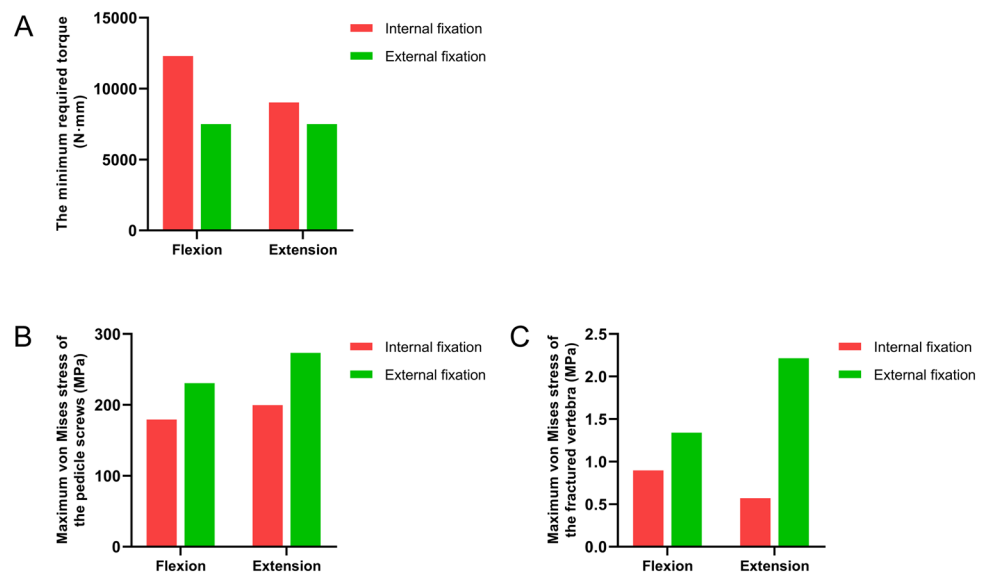 A
The minimum required torque
(N·mm)
15000
10000
5000
0
Flexion
Extension
Internal fixation
External fixation
B
Maximum von Mises stress of
the pedicle screws (MPa)
300
200
100
0
Flexion
Extension
Internal fixation
External fixation
C
Maximum von Mises stress of
the fractured vertebra (MPa)
2.5
2.0
1.5
1.0
0.5
0.0
Flexion
Extension
Internal fixation
External fixation